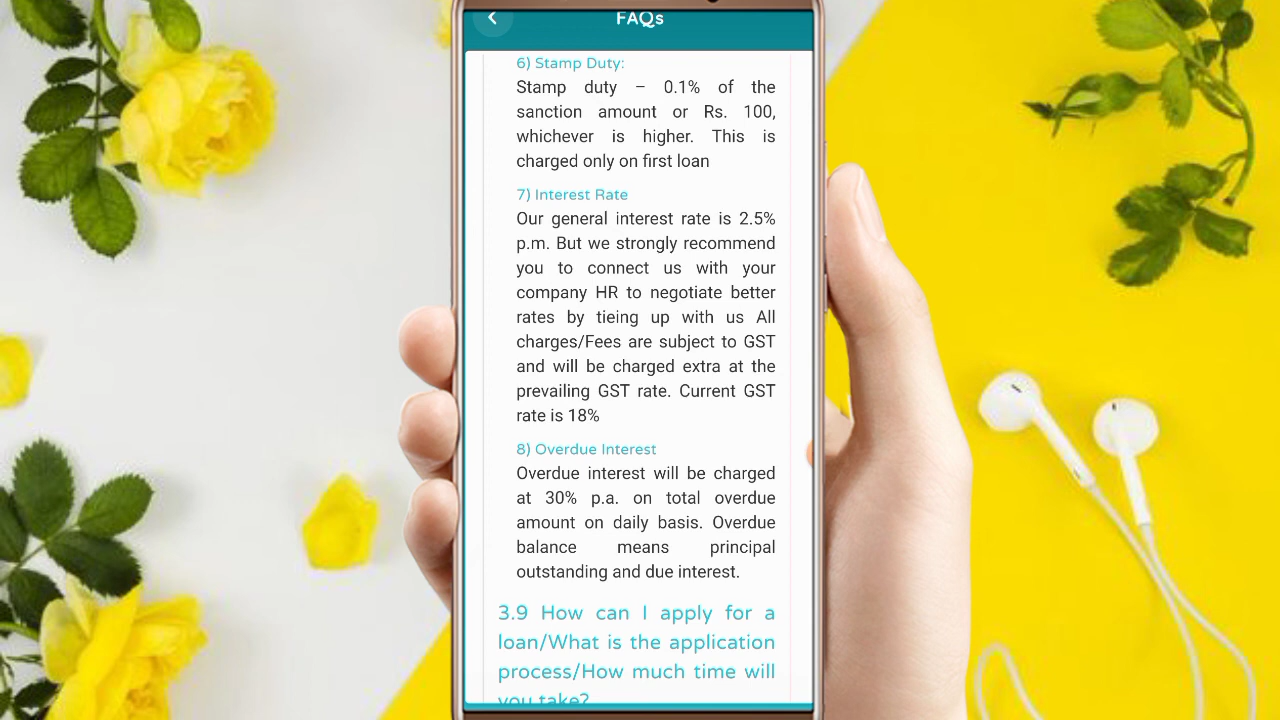 FAQs
6) Stamp Duty:
Stamp duty – 0.1% of the
sanction amount or Rs. 100,
whichever is higher. This is
charged only on first loan
7) Interest Rate
Our general interest rate is 2.5%
p.m. But we strongly recommend
you to connect us with your
company HR to negotiate better
rates by tieing up with us All
charges/Fees are subject to GST
and will be charged extra at the
prevailing GST rate. Current GST
rate is 18%
8) Overdue Interest
Overdue interest will be charged
at 30% p.a. on total overdue
amount on daily basis. Overdue
balance means principal
outstanding and due interest.
3.9 How can I apply for a
loan/What is the application
process/How much time will
you take?